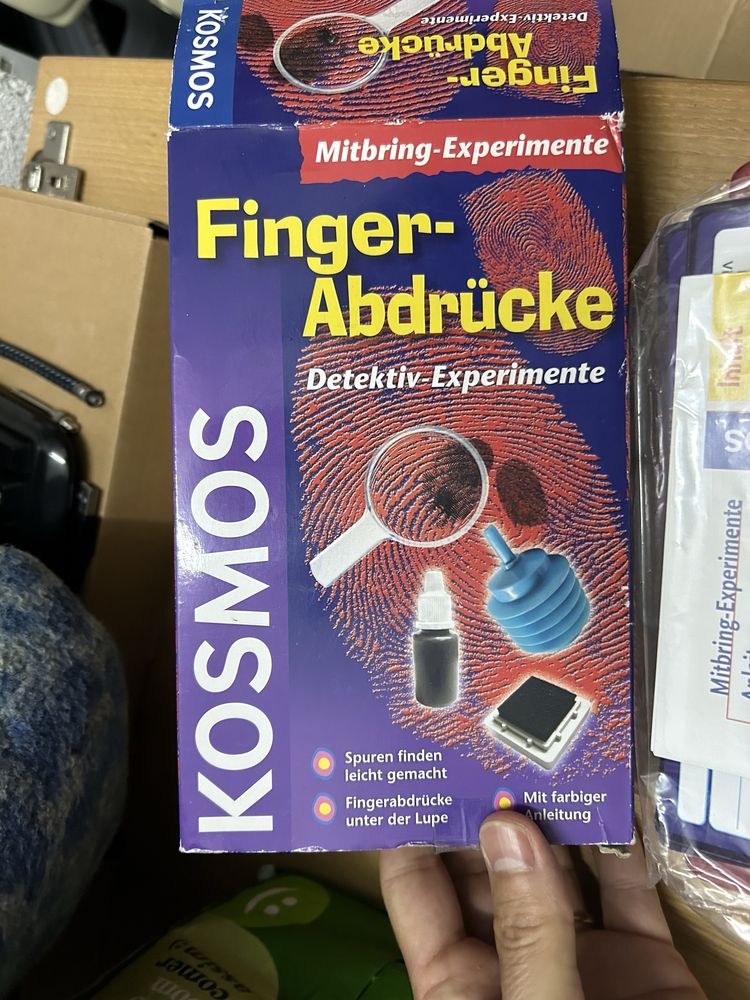 KOSMOS
Detektiv-Experimente
Finger-
Abdrücke
Mitbring-Experimente
Finger-
Abdrücke
Detektiv-Experimente
KOSMOS
Spuren finden
leicht gemacht
Fingerabdrücke
unter der Lupe
Mit farbiger
Anleitung
Inhalt
Mitbring-Experimente